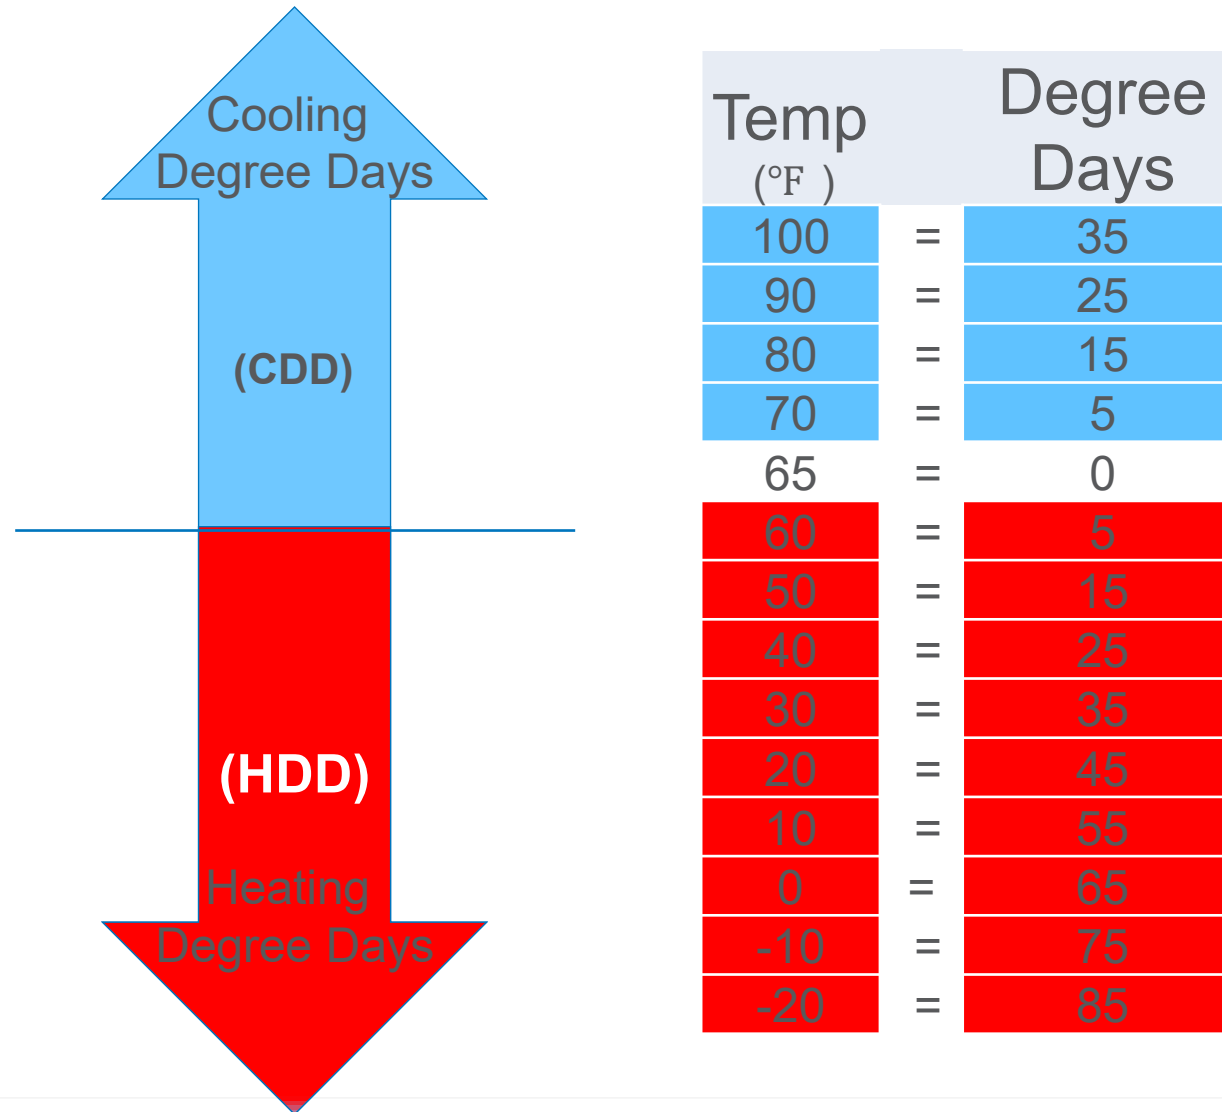 Cooling
Degree Days
(CDD)
(HDD)
Heating
Degree Days
Temp
(°F )
Degree
Days
100 = 35
90 = 25
80 = 15
70 = 5
65 = 0
60 = 5
50 = 15
40 = 25
30 = 35
20 = 45
10 = 55
0 = 65
-10 = 75
-20 = 85